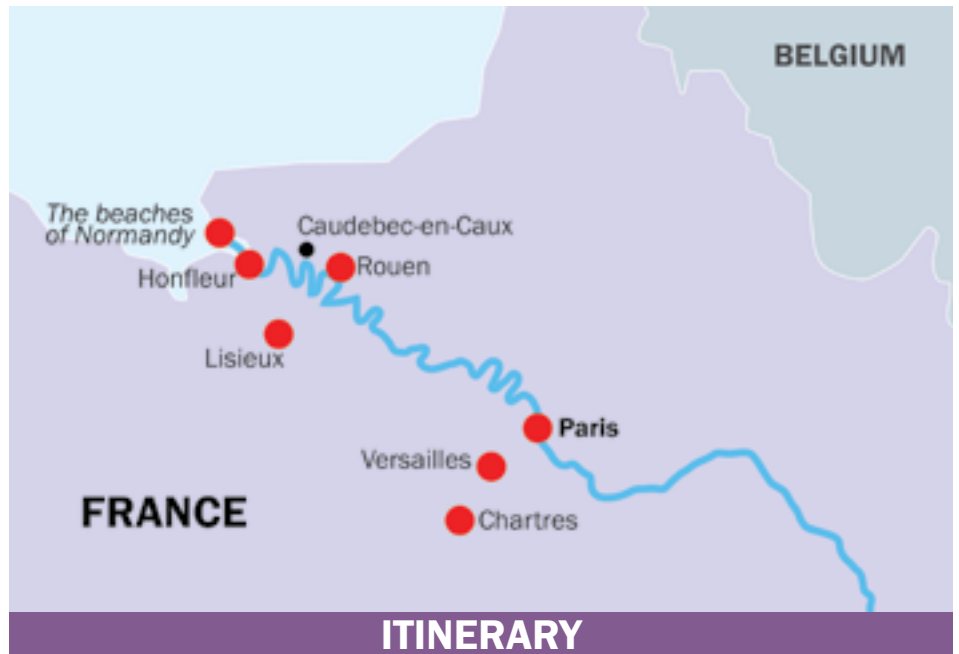 BELGIUM
The beaches
of Normandy
Caudebec-en-Caux
Honfleur
Rouen
Lisieux
Paris
Versailles
FRANCE
Chartres
ITINERARY